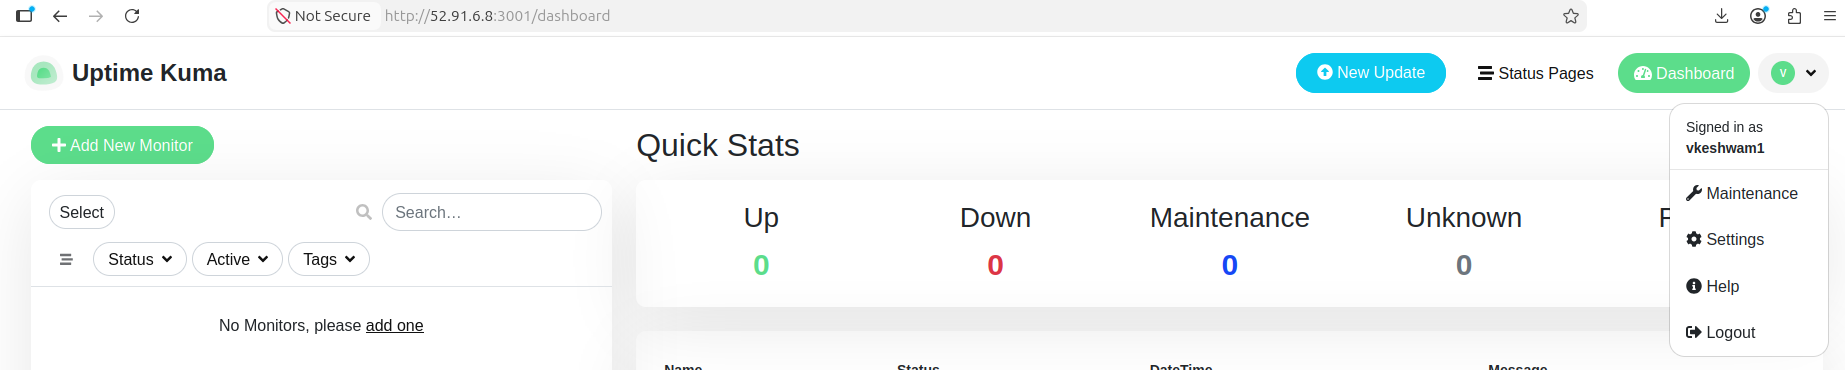 Not Secure http://52.91.6.8:3001/dashboard
Uptime Kuma
New Update
Status Pages
Dashboard
V
Signed in as
vkeshwam1
Maintenance
Settings
Help
Logout
Add New Monitor
Select
Search…
Status
Active
Tags
No Monitors, please add one
Quick Stats
Up
Down
Maintenance
Unknown
0
0
0
0
Name
Status
DateTime
Message